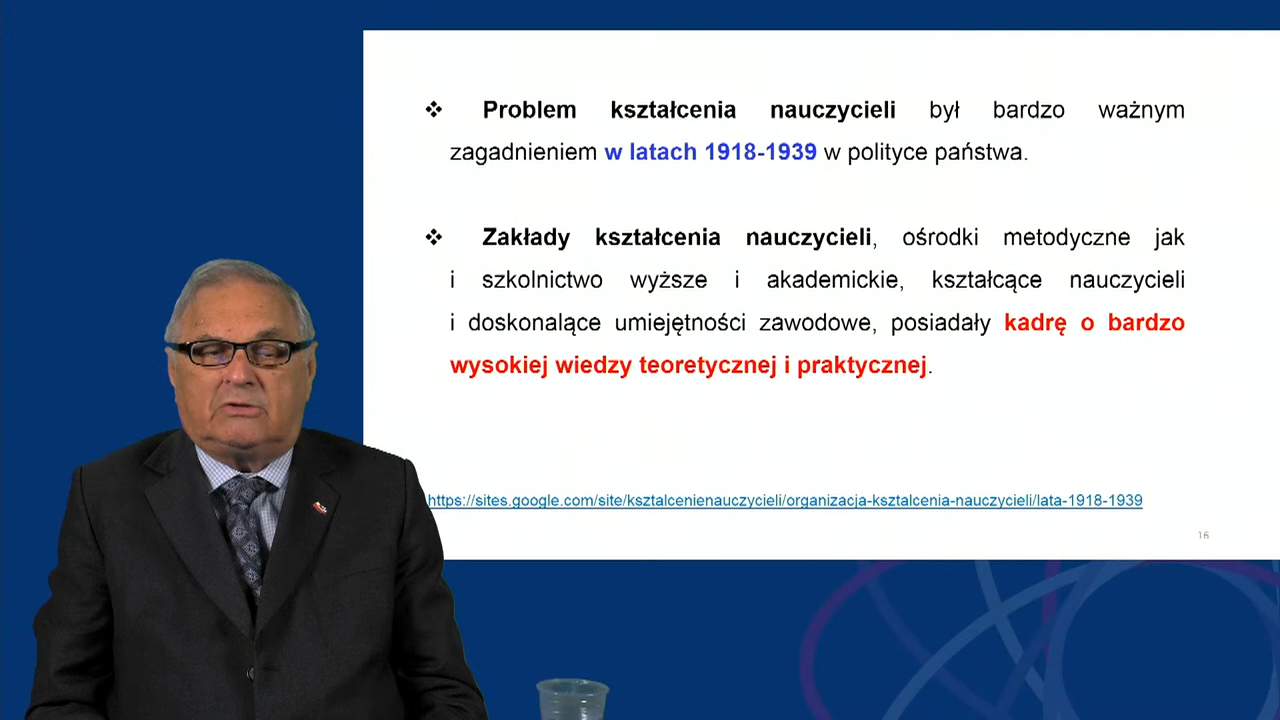 ❖ Problem kształcenia nauczycieli był bardzo ważnym
zagadnieniem w latach 1918-1939 w polityce państwa.
❖ Zakłady kształcenia nauczycieli, ośrodki metodyczne jak
i szkolnictwo wyższe i akademickie, kształcące nauczycieli
i doskonalące umiejętności zawodowe, posiadały kadrę o bardzo
wysokiej wiedzy teoretycznej i praktycznej.
https://sites.google.com/site/ksztalcenienauczycieli/organizacja-ksztalcenia-nauczycieli/lata-1918-1939
16